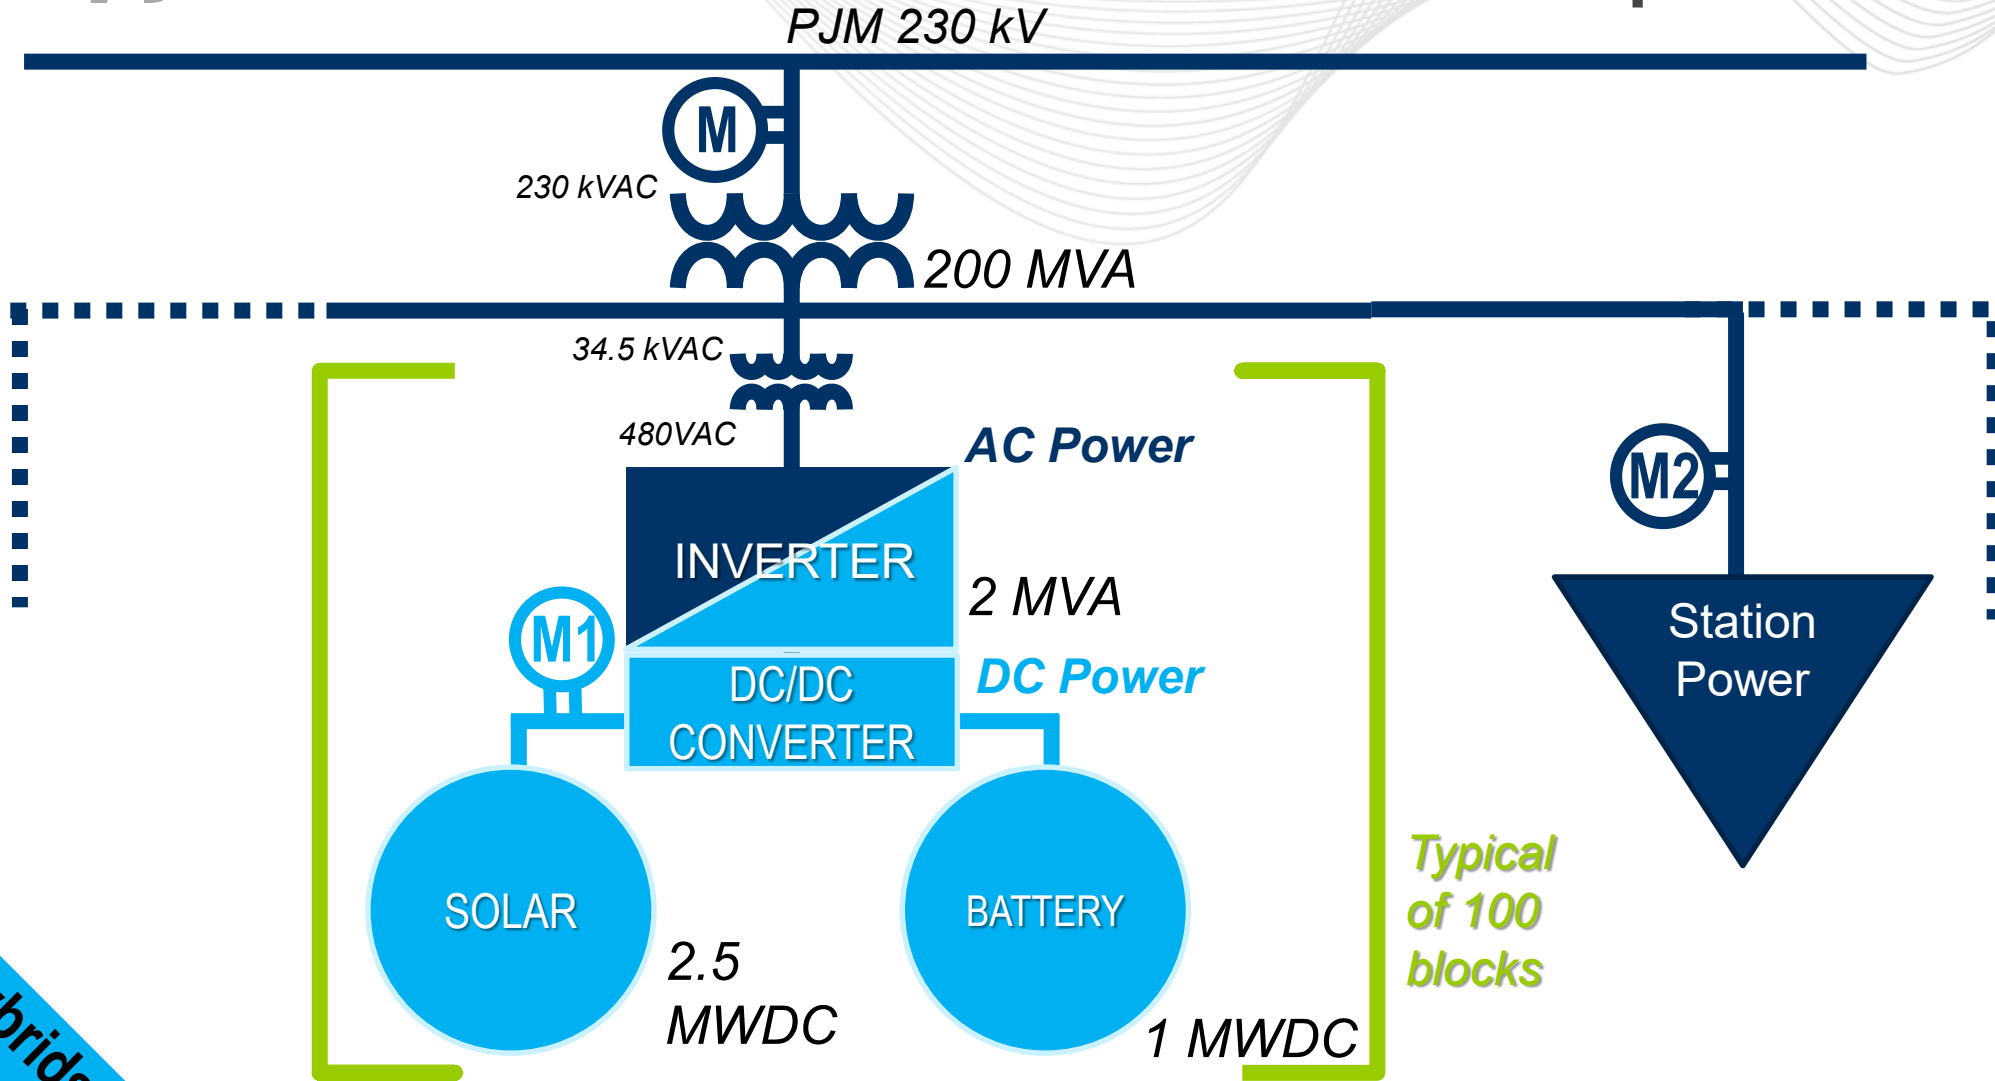 PJM 230 kV
M
230 kVAC
200 MVA
34.5 kVAC
480VAC
AC Power
M2
INVERTER
2 MVA
M1
Station
Power
DC/DC
CONVERTER
DC Power
SOLAR
BATTERY
2.5
MWDC
1 MWDC
Typical
of 100
blocks